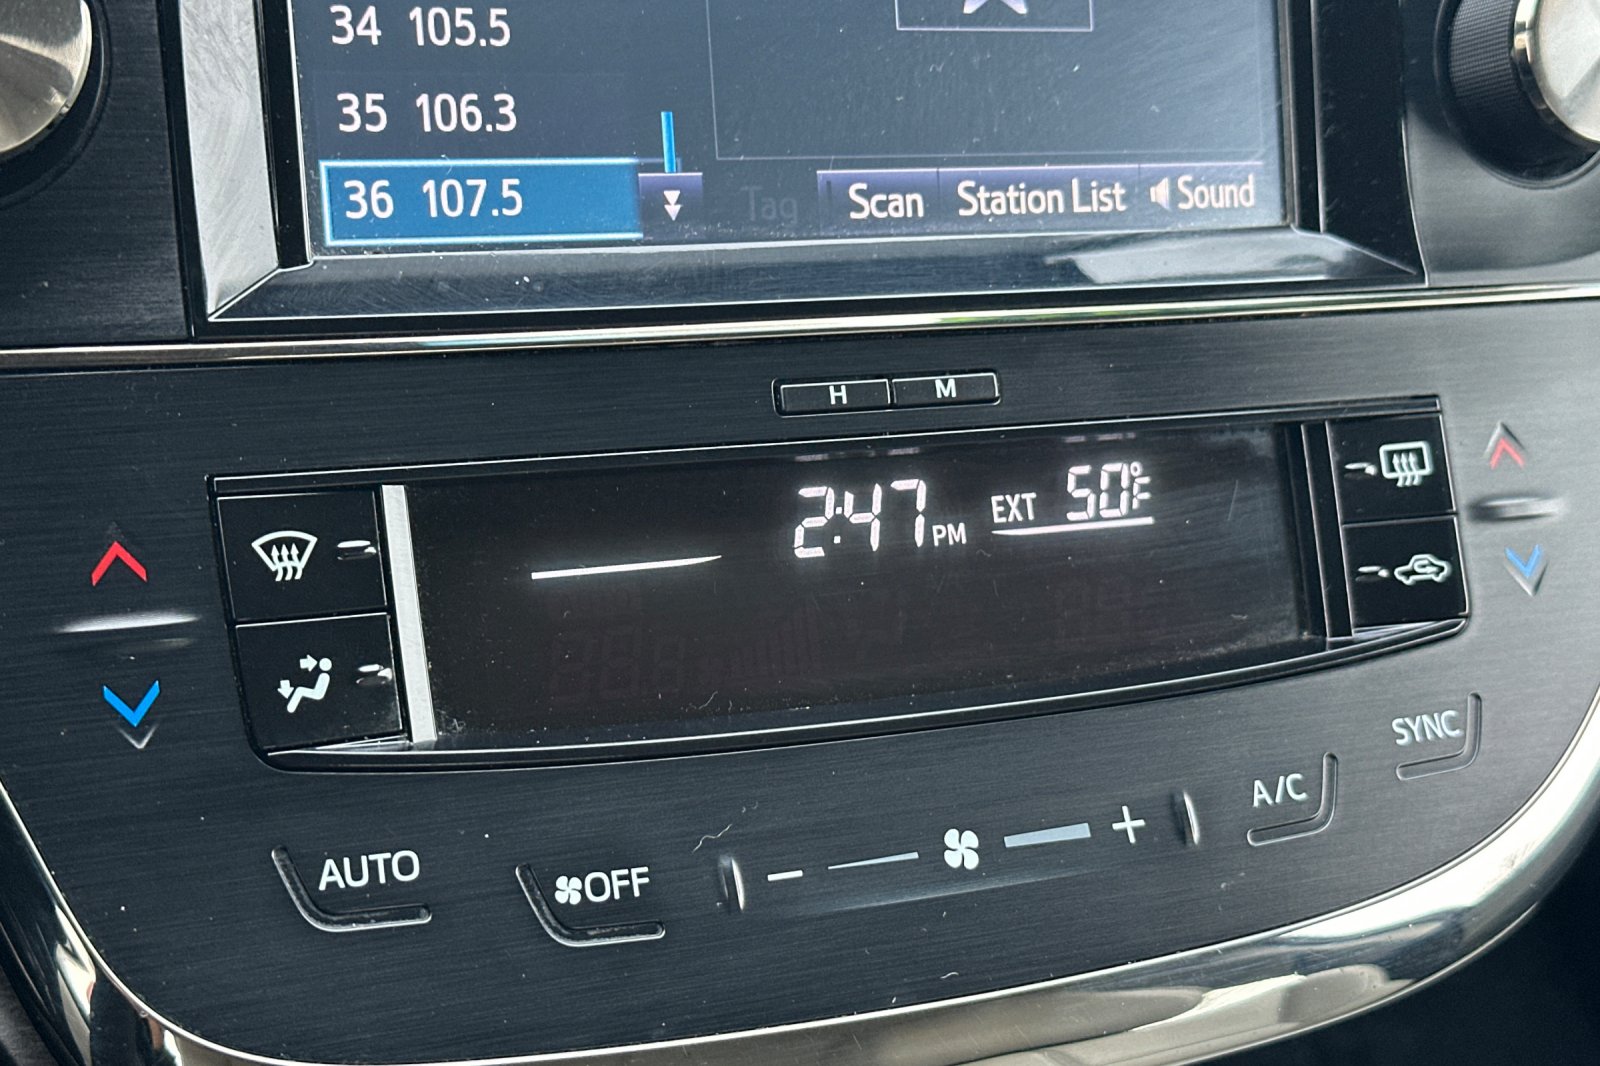 34 105.5
35 106.3
36 107.5
Tag Scan Station List Sound
H M
2:47 PM EXT 50°F
SYNC
A/C
AUTO OFF - +